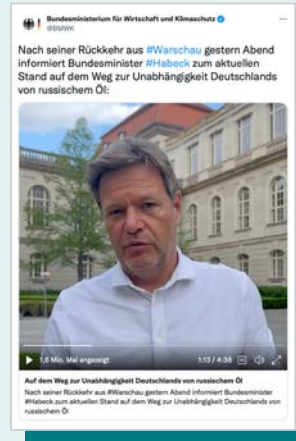 Bundesministerium für Wirtschaft und Klimaschutz
@BMWK
Nach seiner Rückkehr aus #Warschau gestern Abend
informiert Bundesminister #Habeck zum aktuellen
Stand auf dem Weg zur Unabhängigkeit Deutschlands
von russischem Öl:
1,6 Mio. Mal angezeigt
1:13 / 4:36
Auf dem Weg zur Unabhängigkeit Deutschlands von russischem Öl
Nach seiner Rückkehr aus #Warschau gestern Abend informiert Bundesminister
#Habeck zum aktuellen Stand auf dem Weg zur Unabhängigkeit Deutschlands von
russischem Öl